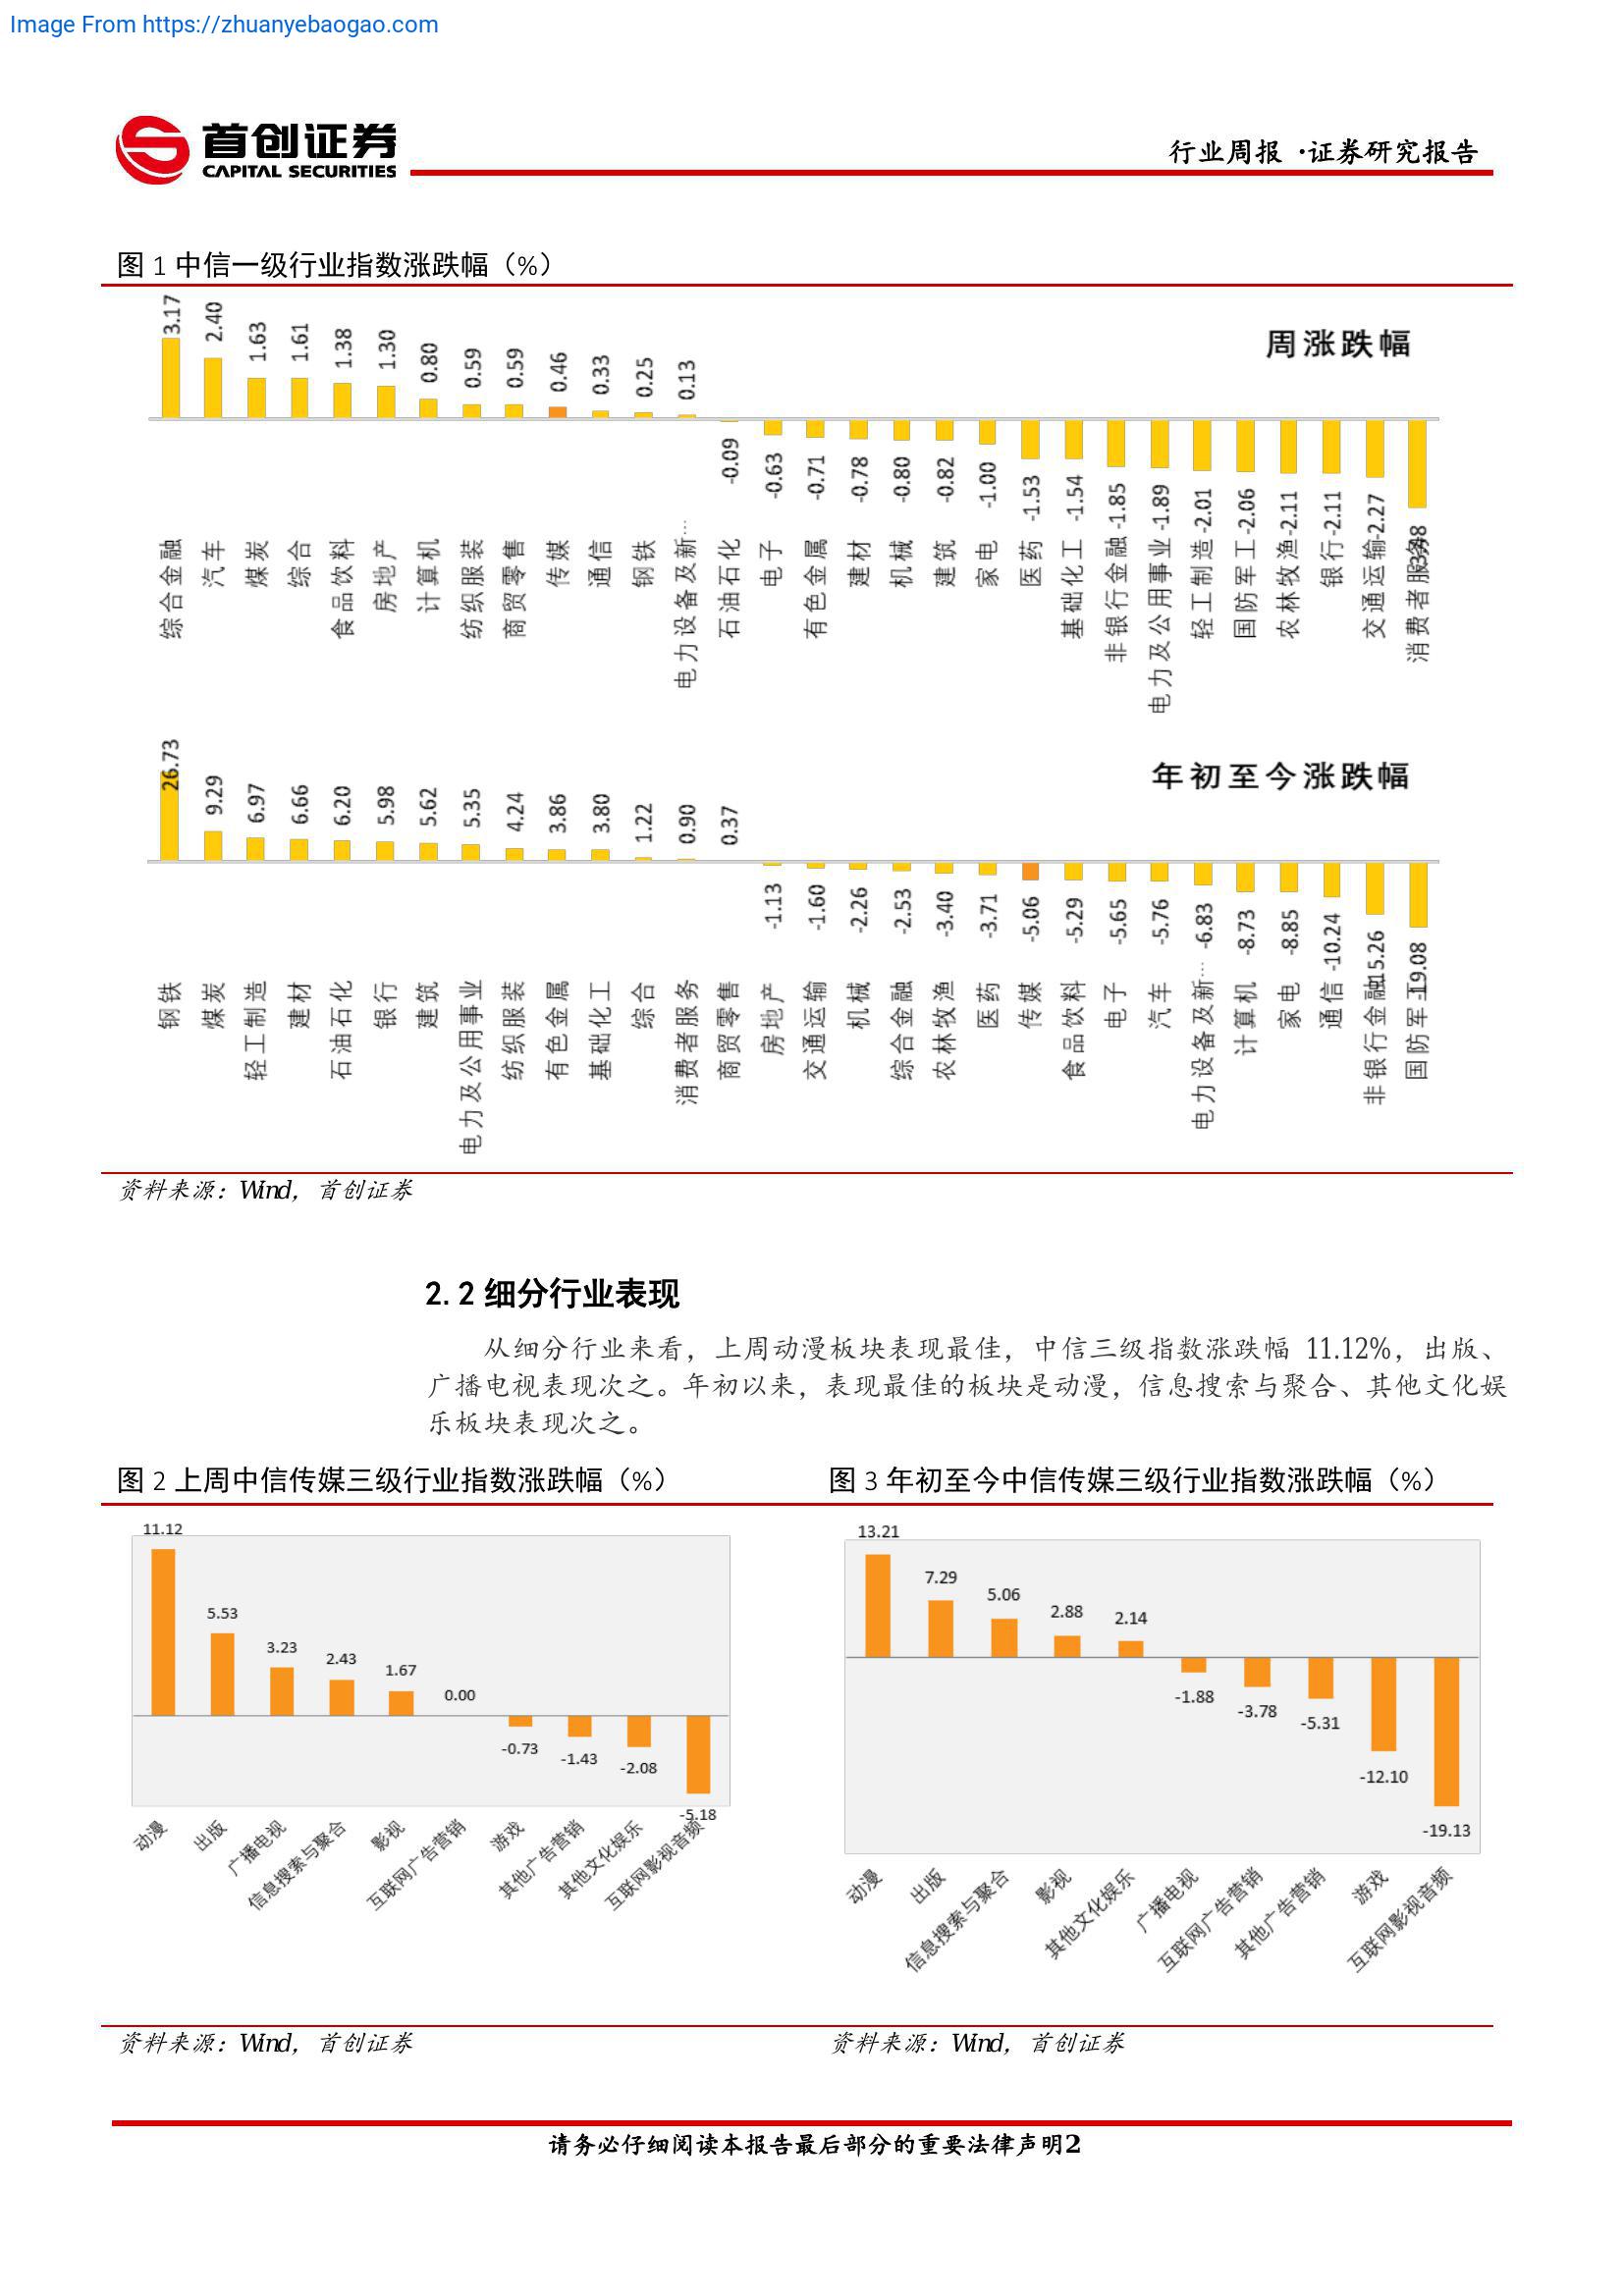 Image From https://zhuanyebaogao.com
首创证券
CAPITAL SECURITIES
行业周报 ·证券研究报告
图 1 中信一级行业指数涨跌幅（%）
周涨跌幅
3.17 2.40 1.63 1.61 1.38 1.30 0.80 0.59 0.59 0.46 0.33 0.25 0.13
-0.09 -0.63 -0.71 -0.78 -0.80 -0.82 -1.00 -1.53 -1.54 -1.85 -1.89 -2.01 -2.06 -2.11 -2.11 -2.27 -3.48
综合金融 汽车 煤炭 综合 食品饮料 房地产 计算机 纺织服装 商贸零售 传媒 通信 钢铁 电力设备及新… 石油石化 电子 有色金属 建材 机械 建筑 家电 医药 基础化工 非银行金融 电力及公用事业 轻工制造 国防军工 农林牧渔 银行 交通运输 消费者服务
年初至今涨跌幅
26.73 9.29 6.97 6.66 6.20 5.98 5.62 5.35 4.24 3.86 3.80 1.22 0.90 0.37
-1.13 -1.60 -2.26 -2.53 -3.40 -3.71 -5.06 -5.29 -5.65 -5.76 -6.83 -8.73 -8.85 -10.24 -15.26 -19.08
钢铁 煤炭 轻工制造 建材 石油石化 银行 建筑 电力及公用事业 纺织服装 有色金属 基础化工 综合 消费者服务 商贸零售 房地产 交通运输 机械 综合金融 农林牧渔 医药 传媒 食品饮料 电子 汽车 电力设备及新… 计算机 家电 通信 非银行金融 国防军工
资料来源：Wind，首创证券
2.2 细分行业表现
从细分行业来看，上周动漫板块表现最佳，中信三级指数涨跌幅 11.12%，出版、
广播电视表现次之。年初以来，表现最佳的板块是动漫，信息搜索与聚合、其他文化娱
乐板块表现次之。
图 2 上周中信传媒三级行业指数涨跌幅（%）
11.12 5.53 3.23 2.43 1.67 0.00 -0.73 -1.43 -2.08 -5.18
动漫 出版 广播电视 信息搜索与聚合 影视 互联网广告营销 游戏 其他广告营销 其他文化娱乐 互联网影视音频
图 3 年初至今中信传媒三级行业指数涨跌幅（%）
13.21 7.29 5.06 2.88 2.14 -1.88 -3.78 -5.31 -12.10 -19.13
动漫 出版 信息搜索与聚合 影视 其他文化娱乐 广播电视 互联网广告营销 其他广告营销 游戏 互联网影视音频
资料来源：Wind，首创证券
资料来源：Wind，首创证券
请务必仔细阅读本报告最后部分的重要法律声明2